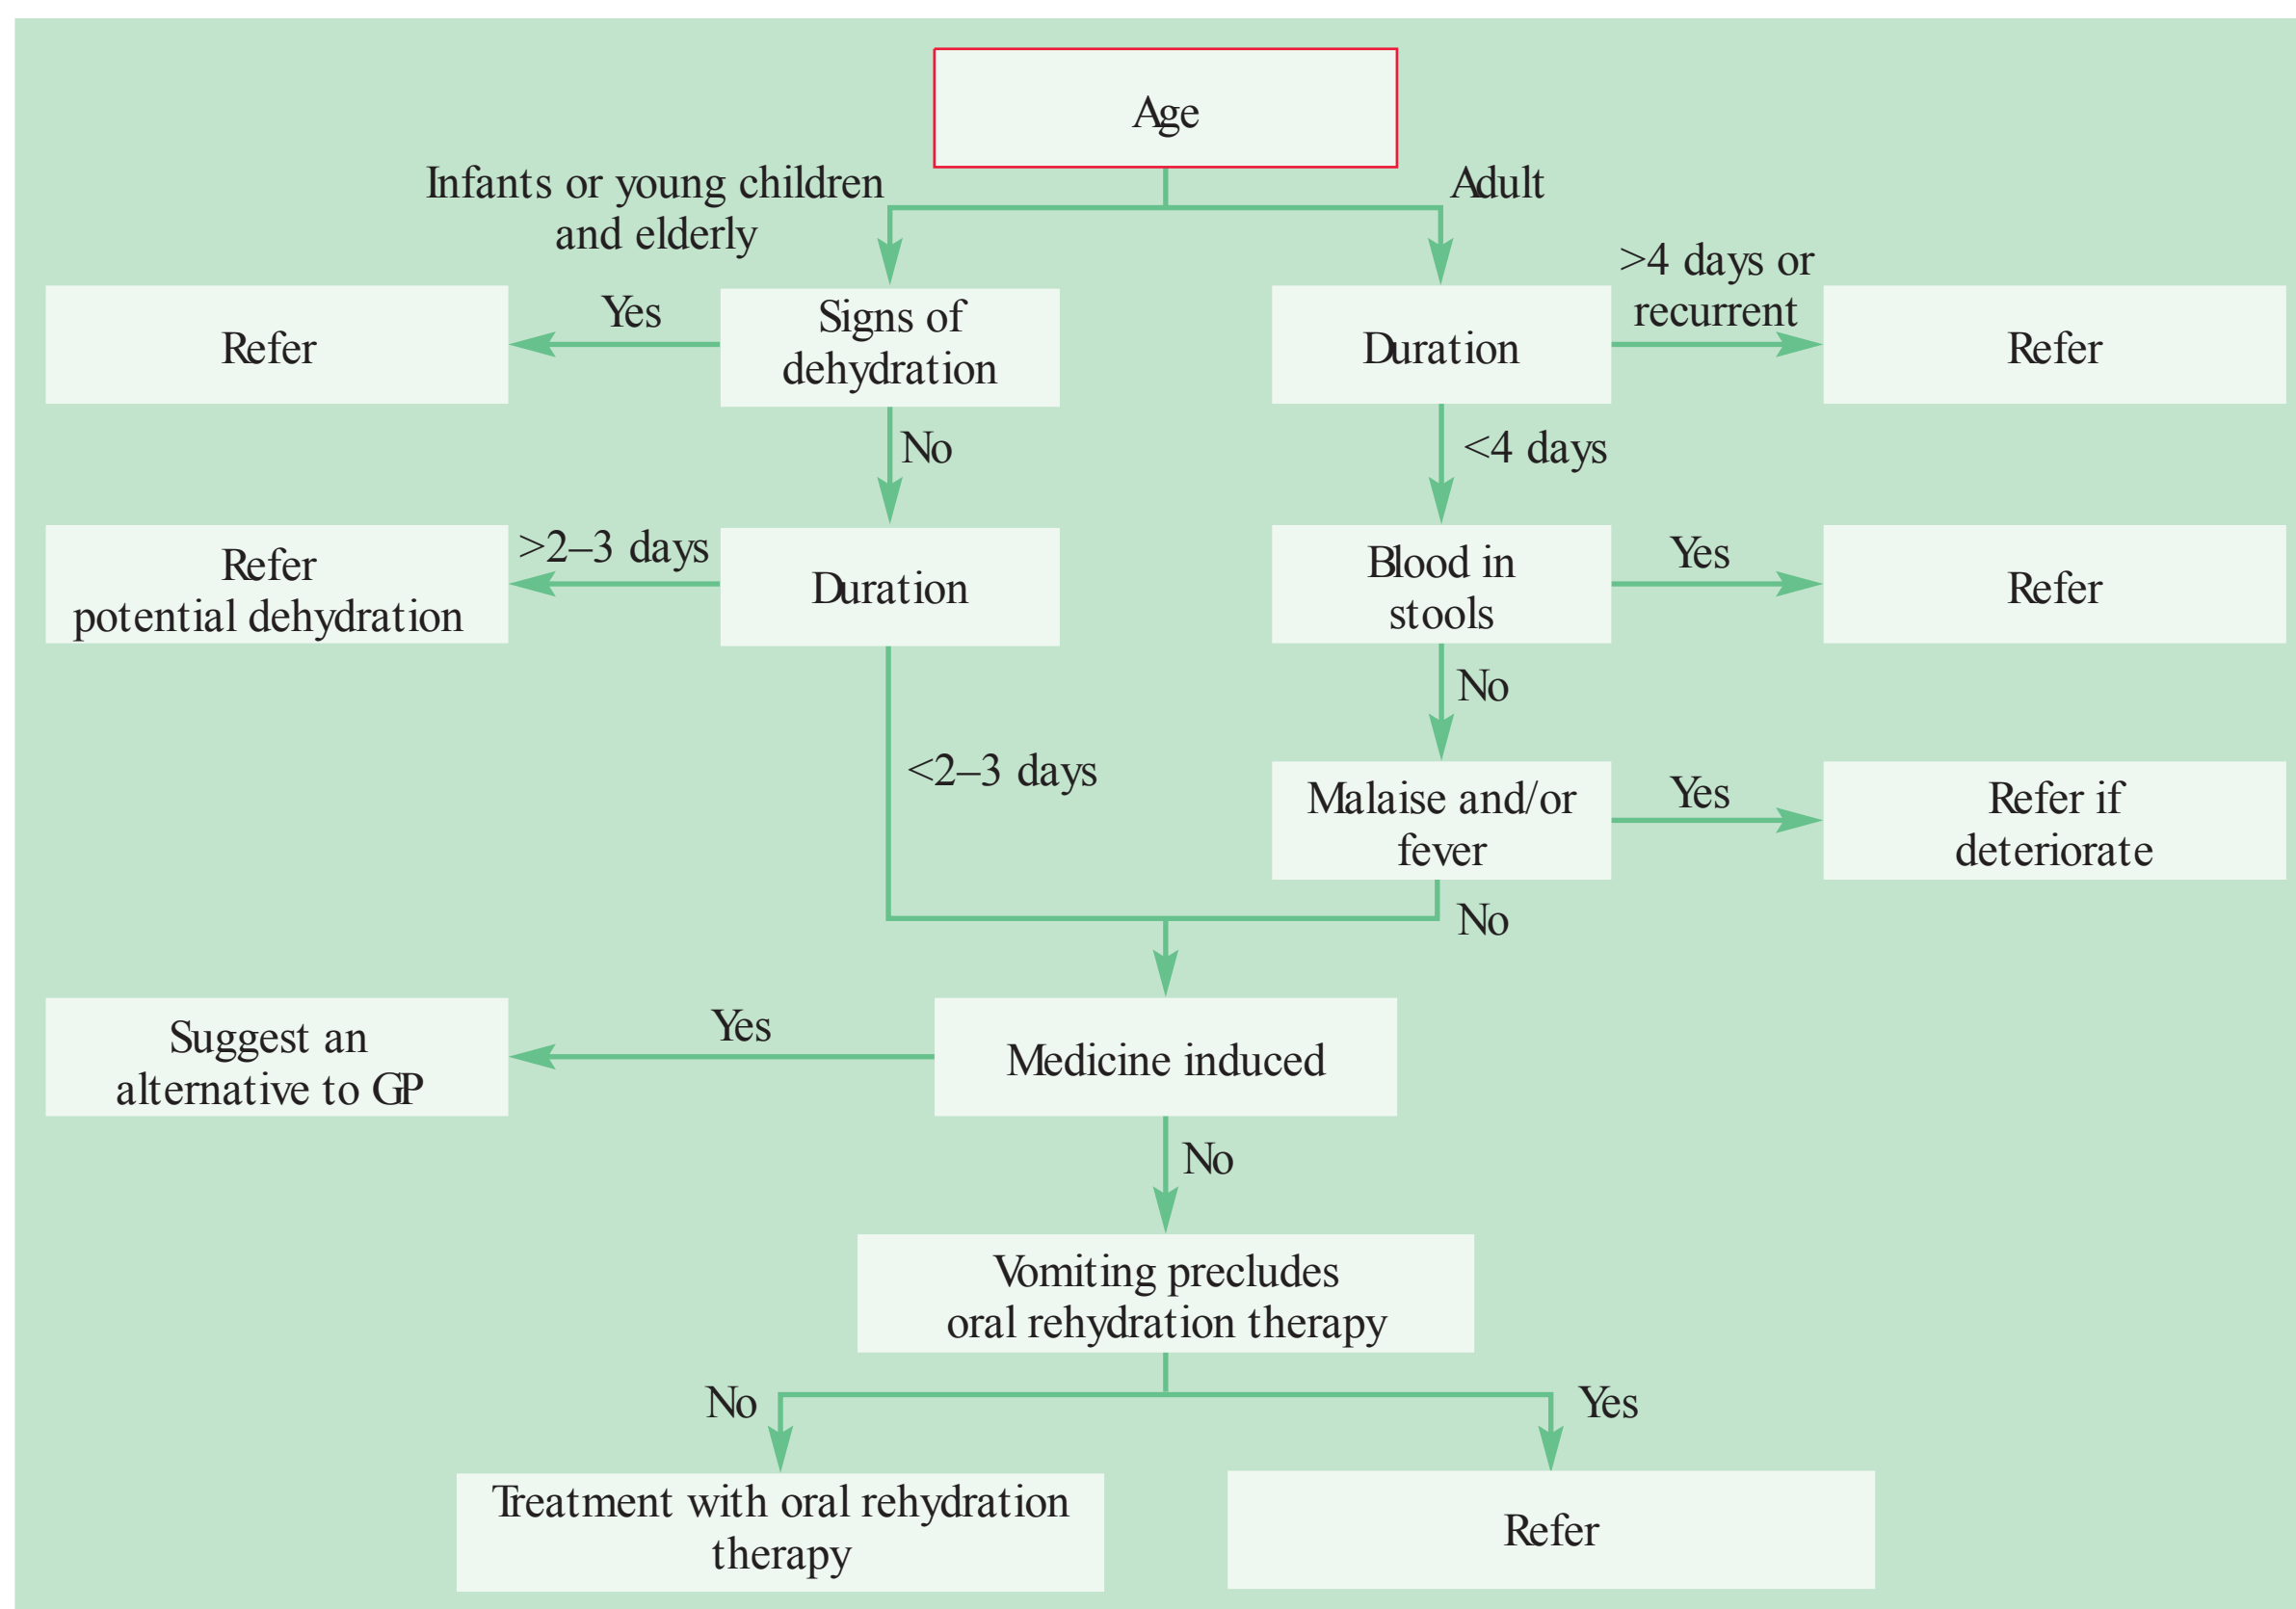 Age
Infants or young children
and elderly
Adult
>4 days or
recurrent
Refer
Yes
Signs of
dehydration
Duration
Refer
No
<4 days
Refer
potential dehydration
>2–3 days
Duration
Blood in
stools
Yes
Refer
No
<2–3 days
Malaise and/or
fever
Yes
Refer if
deteriorate
No
Suggest an
alternative to GP
Yes
Medicine induced
No
Vomiting precludes
oral rehydration therapy
No
Yes
Treatment with oral rehydration
therapy
Refer